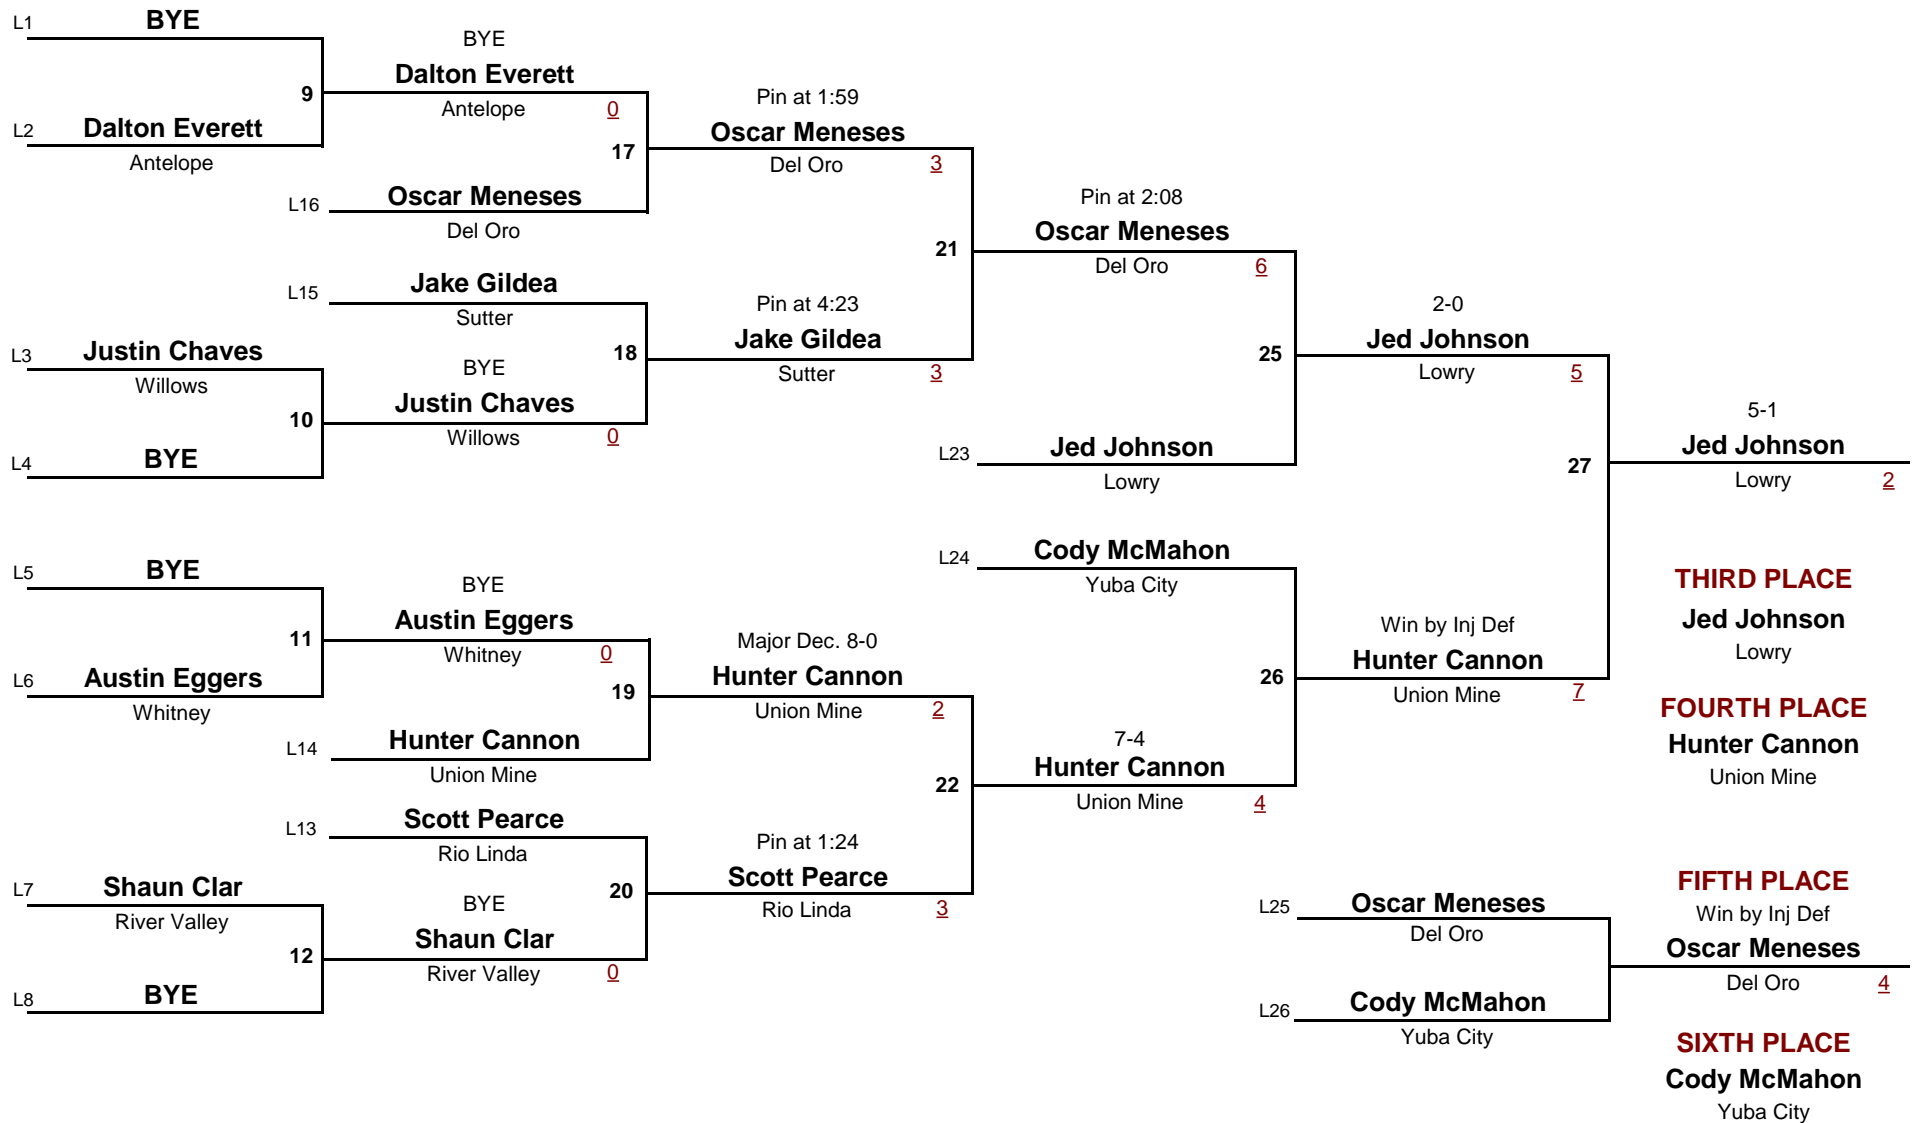 L1 BYE
9
L2 Dalton Everett
Antelope
BYE
Dalton Everett
Antelope 0
17
L16 Oscar Meneses
Del Oro
Pin at 1:59
Oscar Meneses
Del Oro 3
L15 Jake Gildea
Sutter
18
L3 Justin Chaves
Willows
10
L4 BYE
BYE
Justin Chaves
Willows 0
Pin at 4:23
Jake Gildea
Sutter 3
21
Pin at 2:08
Oscar Meneses
Del Oro 6
25
L23 Jed Johnson
Lowry
2-0
Jed Johnson
Lowry 5
27
5-1
Jed Johnson
Lowry 2
L5 BYE
11
L6 Austin Eggers
Whitney
BYE
Austin Eggers
Whitney 0
19
L14 Hunter Cannon
Union Mine
Major Dec. 8-0
Hunter Cannon
Union Mine 2
22
L13 Scott Pearce
Rio Linda
20
L7 Shaun Clar
River Valley
12
L8 BYE
BYE
Shaun Clar
River Valley 0
Pin at 1:24
Scott Pearce
Rio Linda 3
7-4
Hunter Cannon
Union Mine 4
L24 Cody McMahon
Yuba City
26
Win by Inj Def
Hunter Cannon
Union Mine 7
THIRD PLACE
Jed Johnson
Lowry
FOURTH PLACE
Hunter Cannon
Union Mine
L25 Oscar Meneses
Del Oro
L26 Cody McMahon
Yuba City
FIFTH PLACE
Win by Inj Def
Oscar Meneses
Del Oro 4
SIXTH PLACE
Cody McMahon
Yuba City